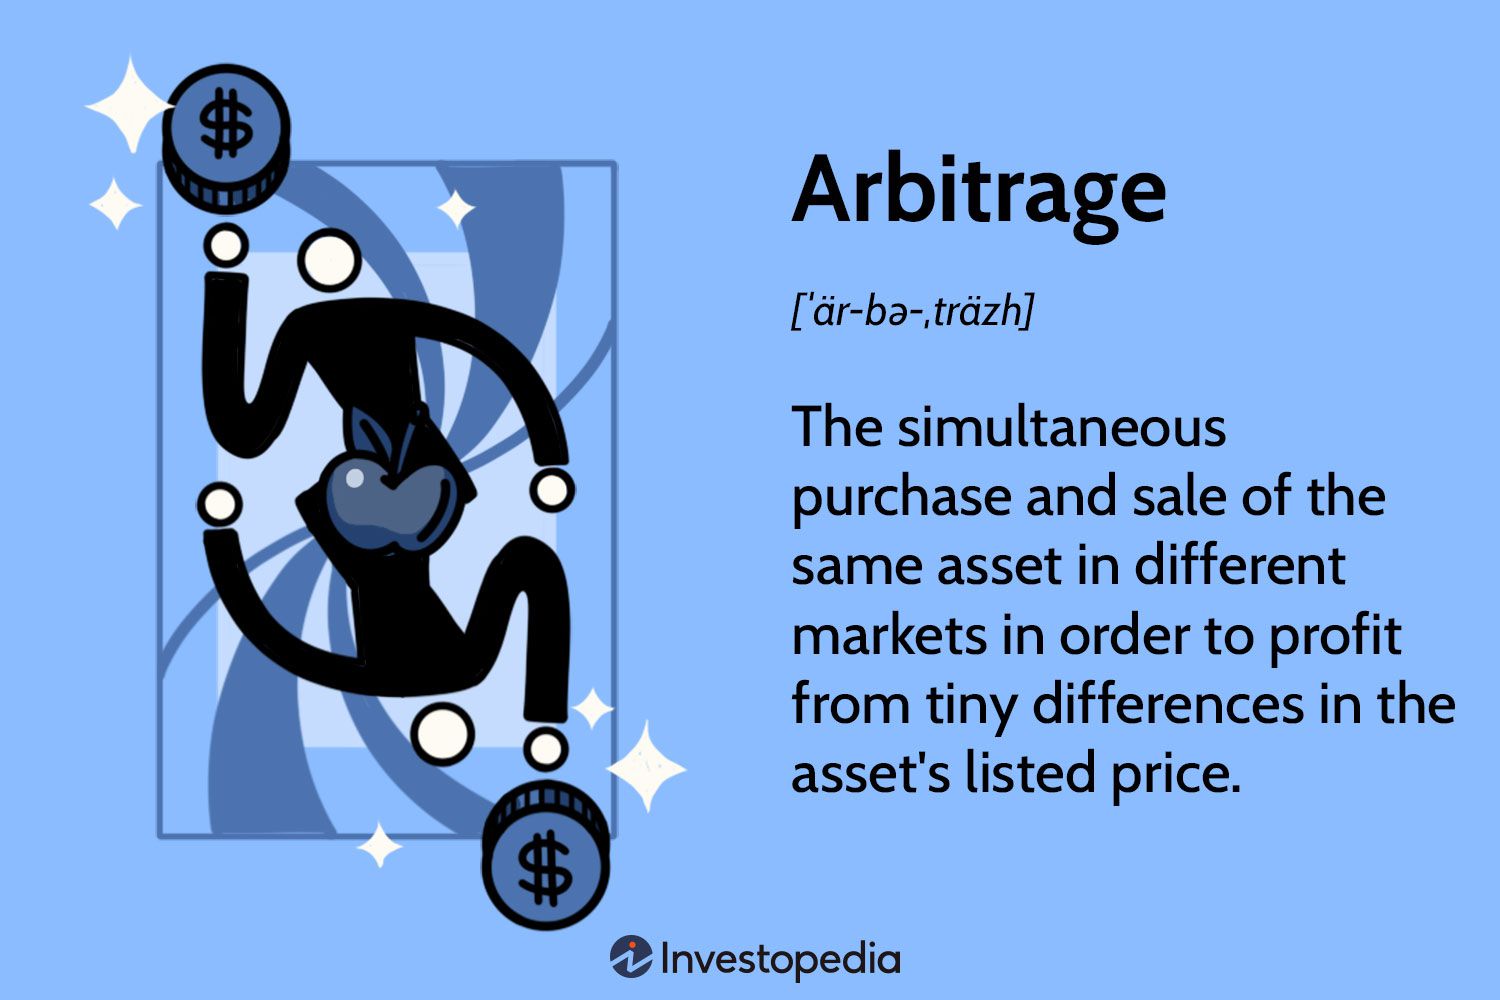 $
Arbitrage
[ˈär-bə-ˌträzh]
The simultaneous
purchase and sale of the
same asset in different
markets in order to profit
from tiny differences in the
asset's listed price.
$
Investopedia